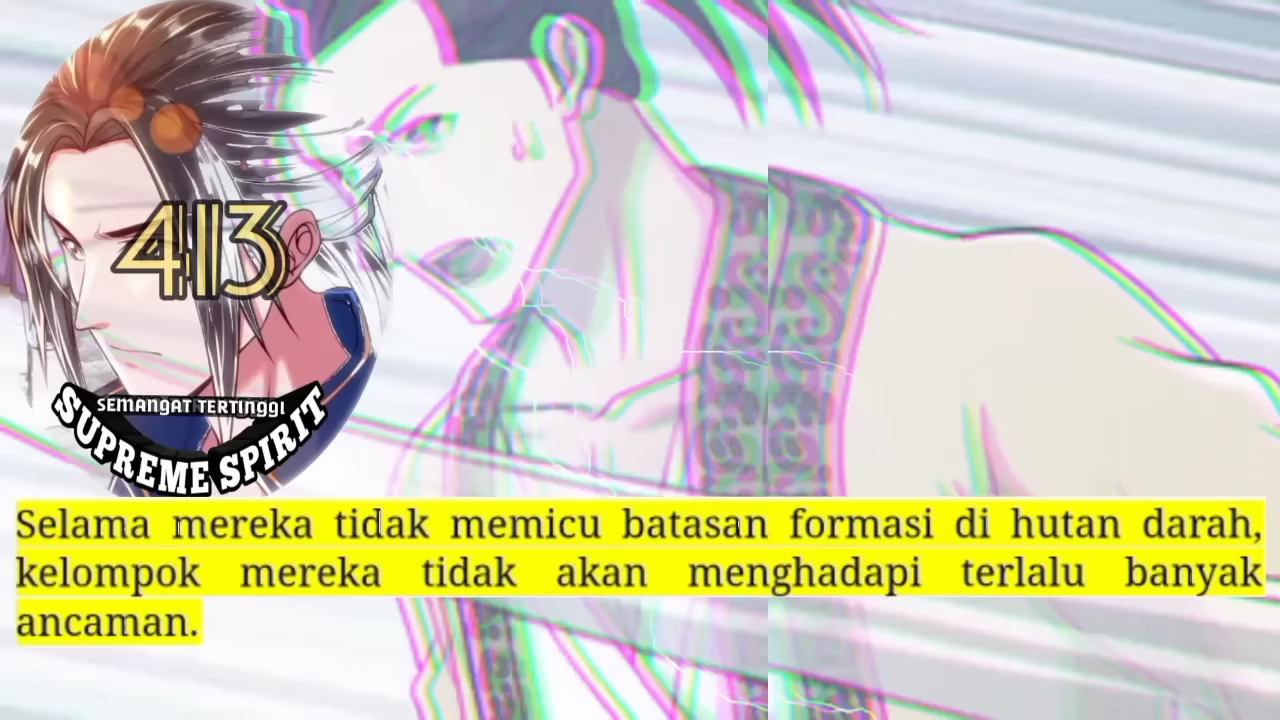 413
SEMANGAT TERTINGGI
SUPREME SPIRIT
Selama mereka tidak memicu batasan formasi di hutan darah,
kelompok mereka tidak akan menghadapi terlalu banyak
ancaman.